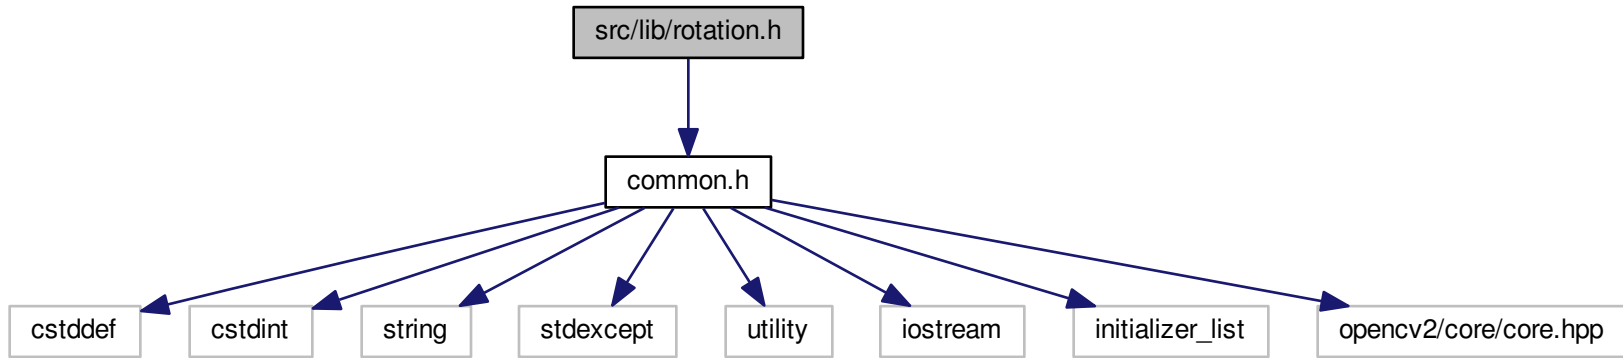 src/lib/rotation.h
common.h
cstddef
cstdint
string
stdexcept
utility
iostream
initializer_list
opencv2/core/core.hpp